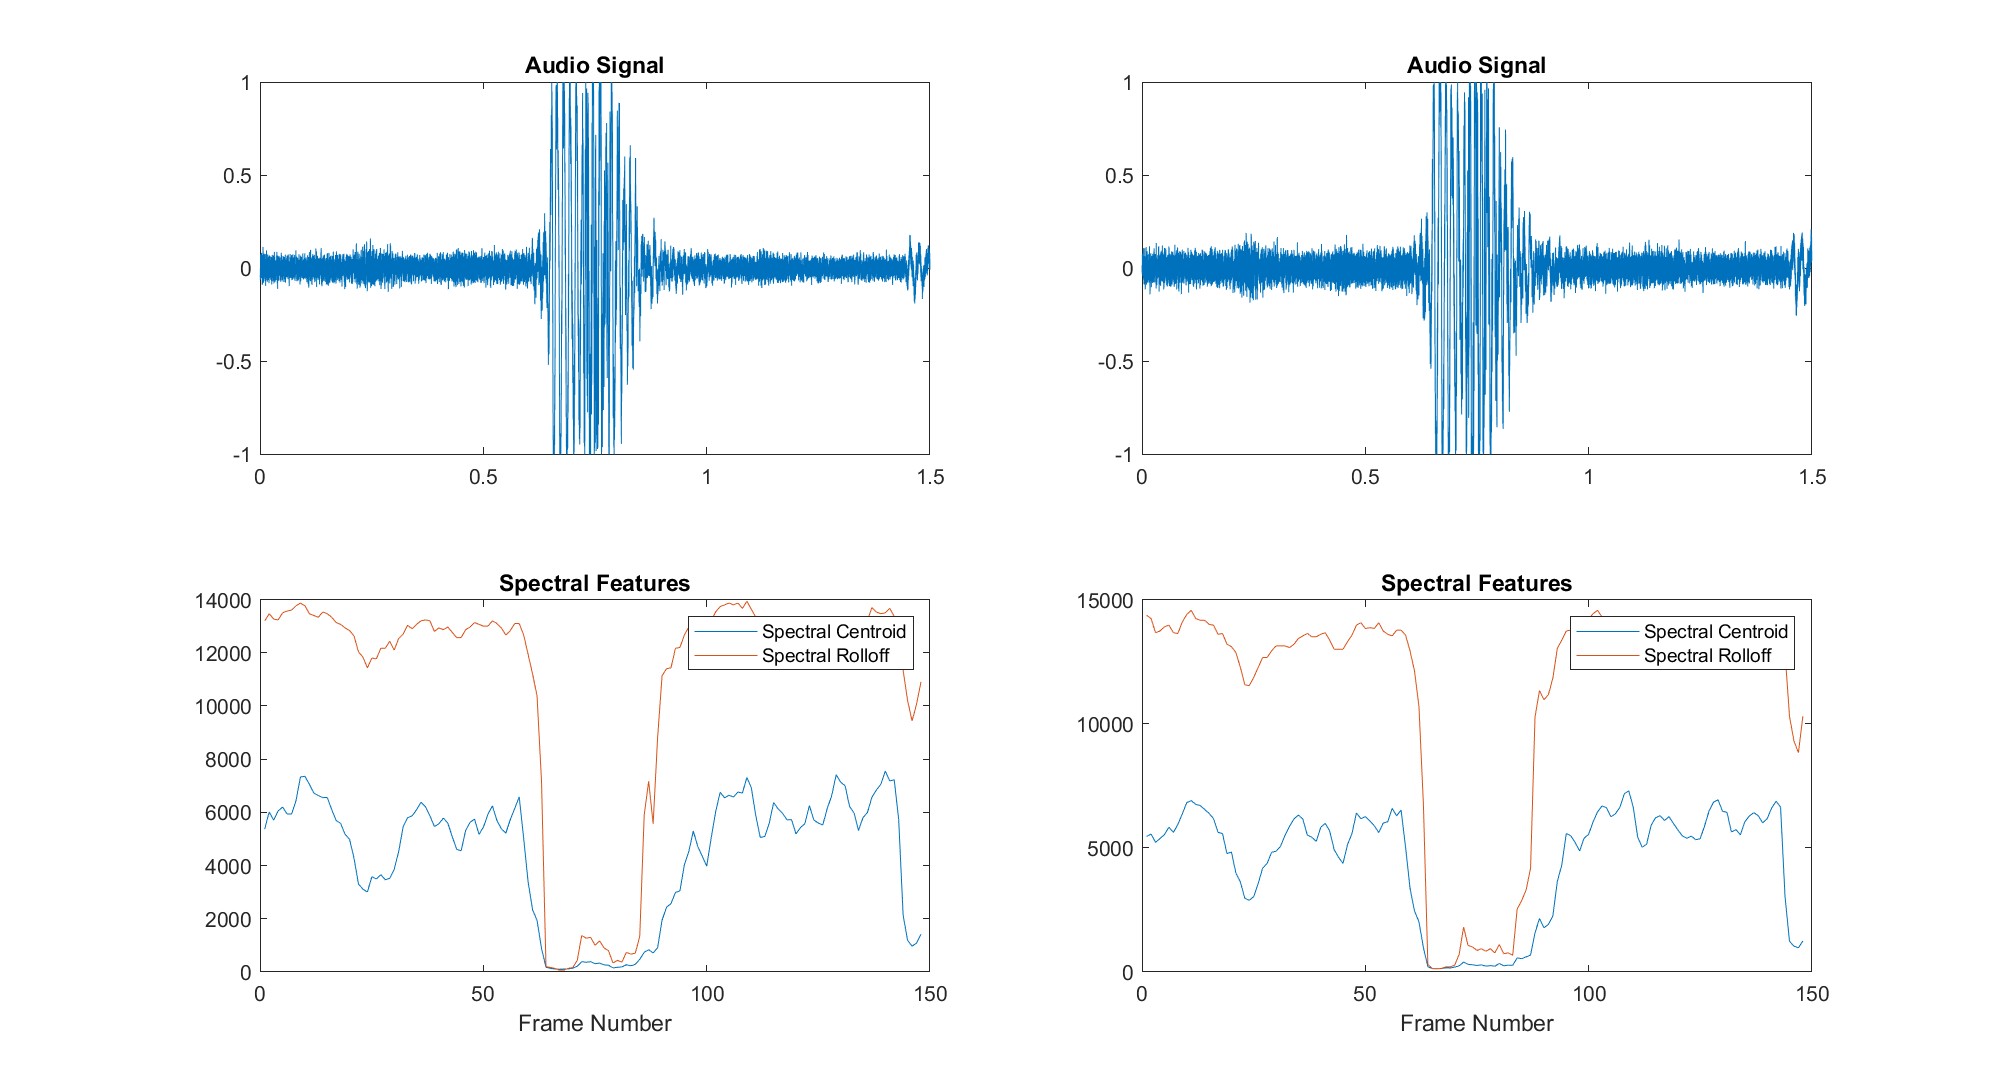 Audio Signal
1
0.5
0
-0.5
-1
0 0.5 1 1.5
Audio Signal
1
0.5
0
-0.5
-1
0 0.5 1 1.5
Spectral Features
14000
12000
10000
8000
6000
4000
2000
0
Spectral Centroid
Spectral Rolloff
0 50 100 150
Frame Number
Spectral Features
15000
10000
5000
0
Spectral Centroid
Spectral Rolloff
0 50 100 150
Frame Number